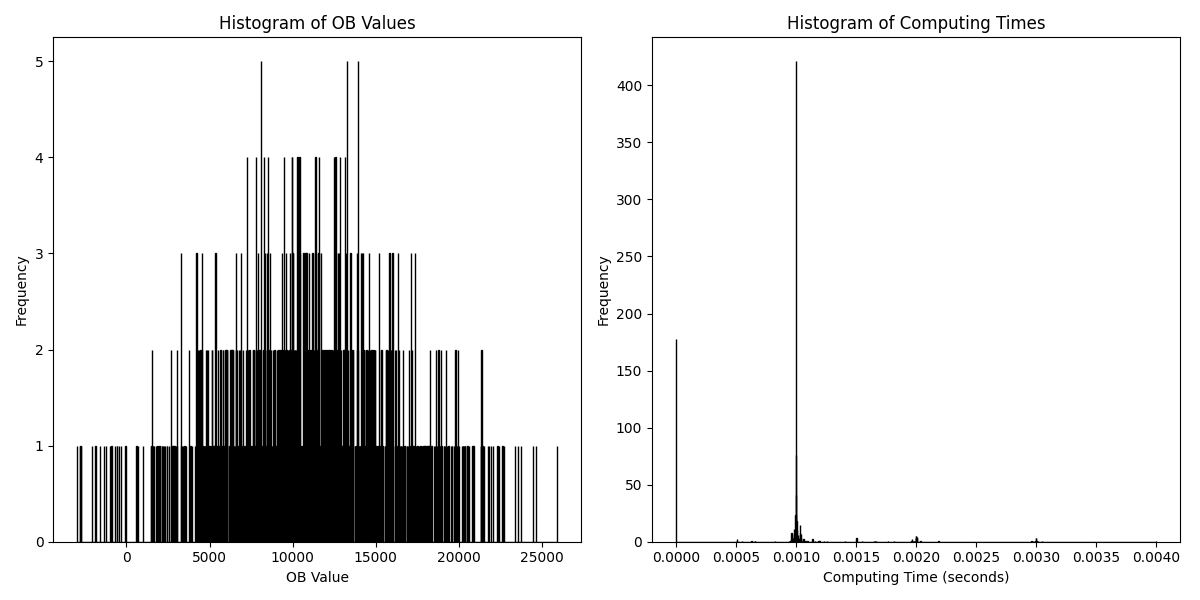 Histogram of OB Values
Frequency
5
4
3
2
1
0
0 5000 10000 15000 20000 25000
OB Value
Histogram of Computing Times
Frequency
400
350
300
250
200
150
100
50
0
0.0000 0.0005 0.0010 0.0015 0.0020 0.0025 0.0030 0.0035 0.0040
Computing Time (seconds)